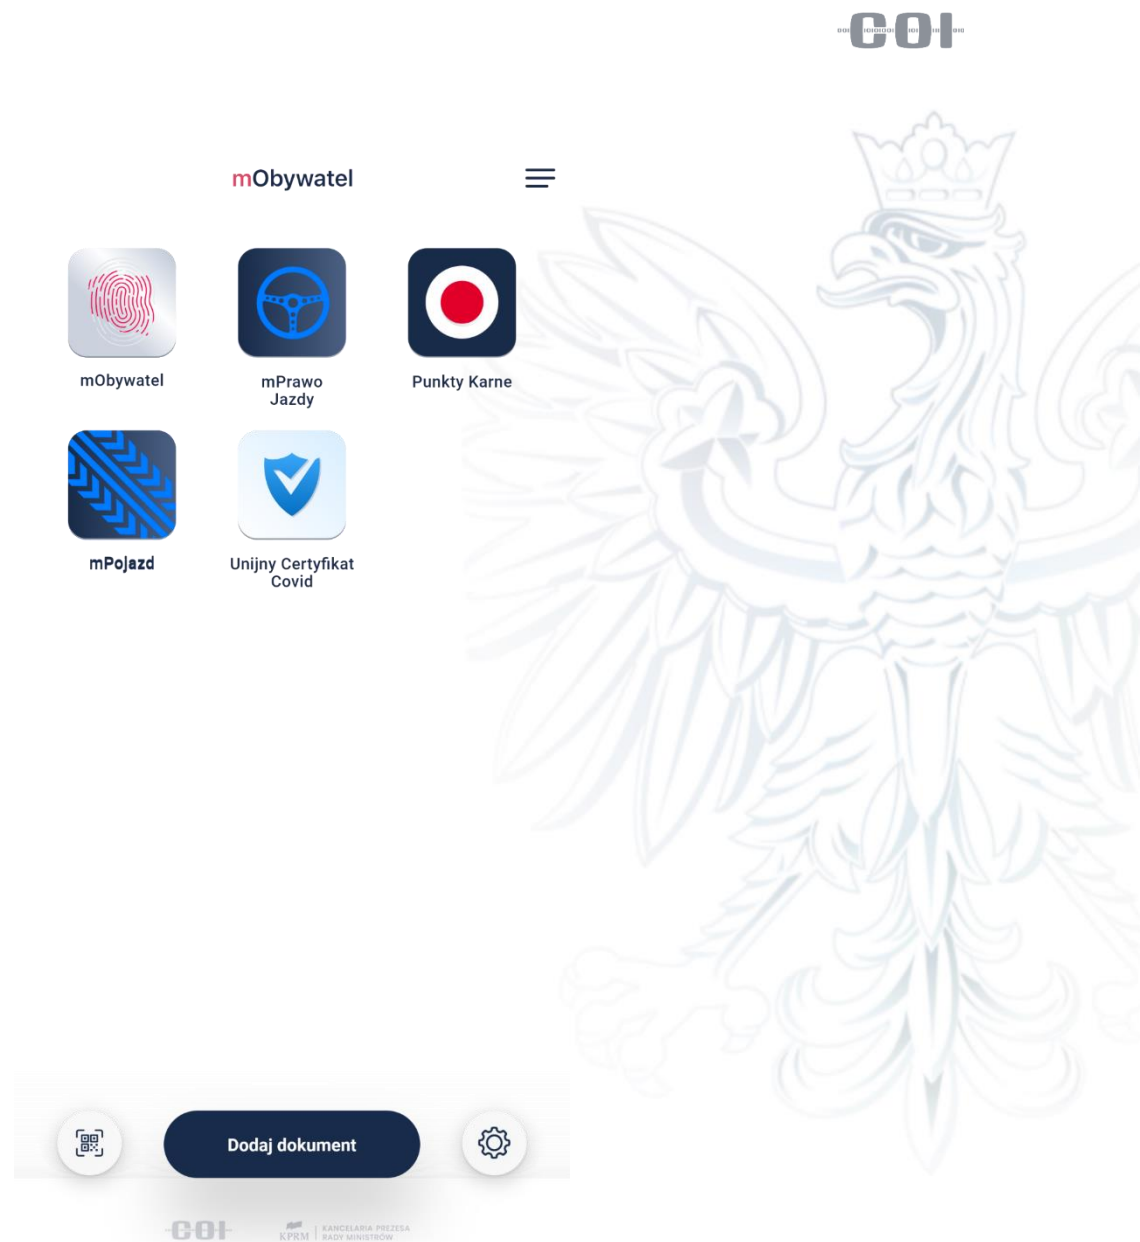 COI
mObywatel
mObywatel
mPrawo
Jazdy
Punkty Karne
mPojazd
Unijny Certyfikat
Covid
Dodaj dokument
COI
KPRM
KANCELARIA PREZESA
RADY MINISTRÓW